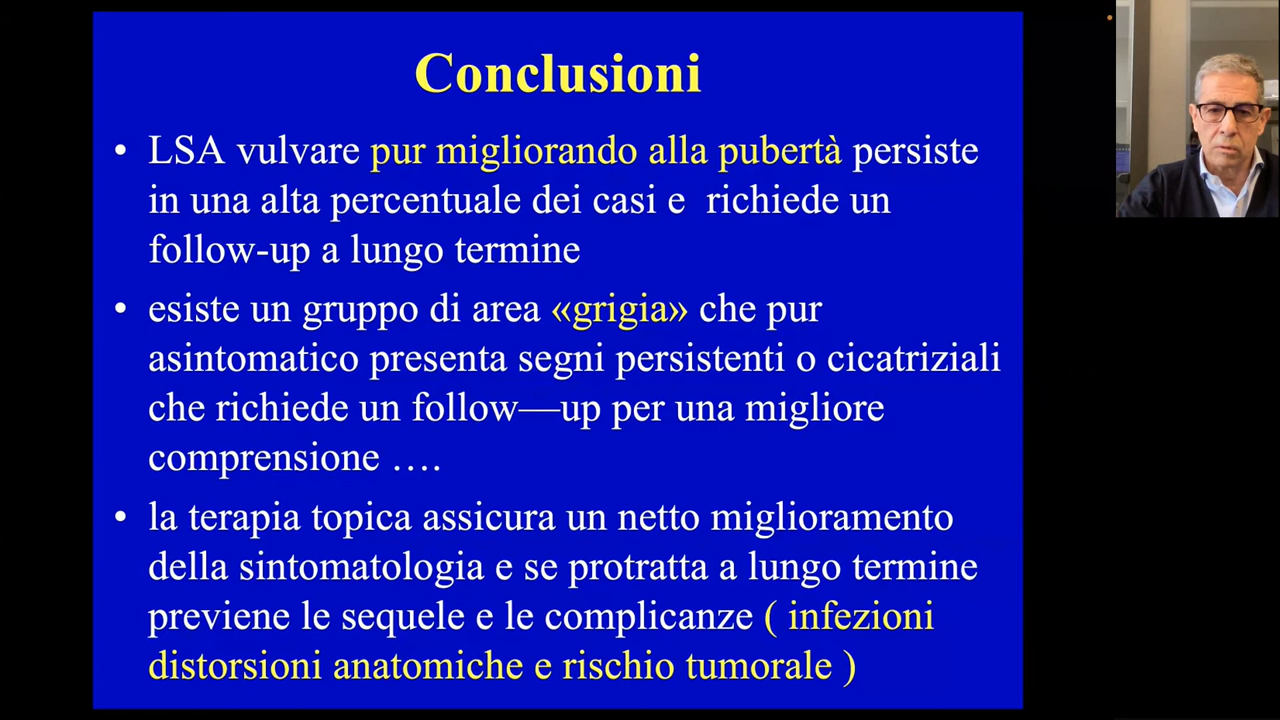 Conclusioni
• LSA vulvare pur migliorando alla pubertà persiste
in una alta percentuale dei casi e  richiede un
follow-up a lungo termine
• esiste un gruppo di area «grigia» che pur
asintomatico presenta segni persistenti o cicatriziali
che richiede un follow—up per una migliore
comprensione ….
• la terapia topica assicura un netto miglioramento
della sintomatologia e se protratta a lungo termine
previene le sequele e le complicanze ( infezioni
distorsioni anatomiche e rischio tumorale )